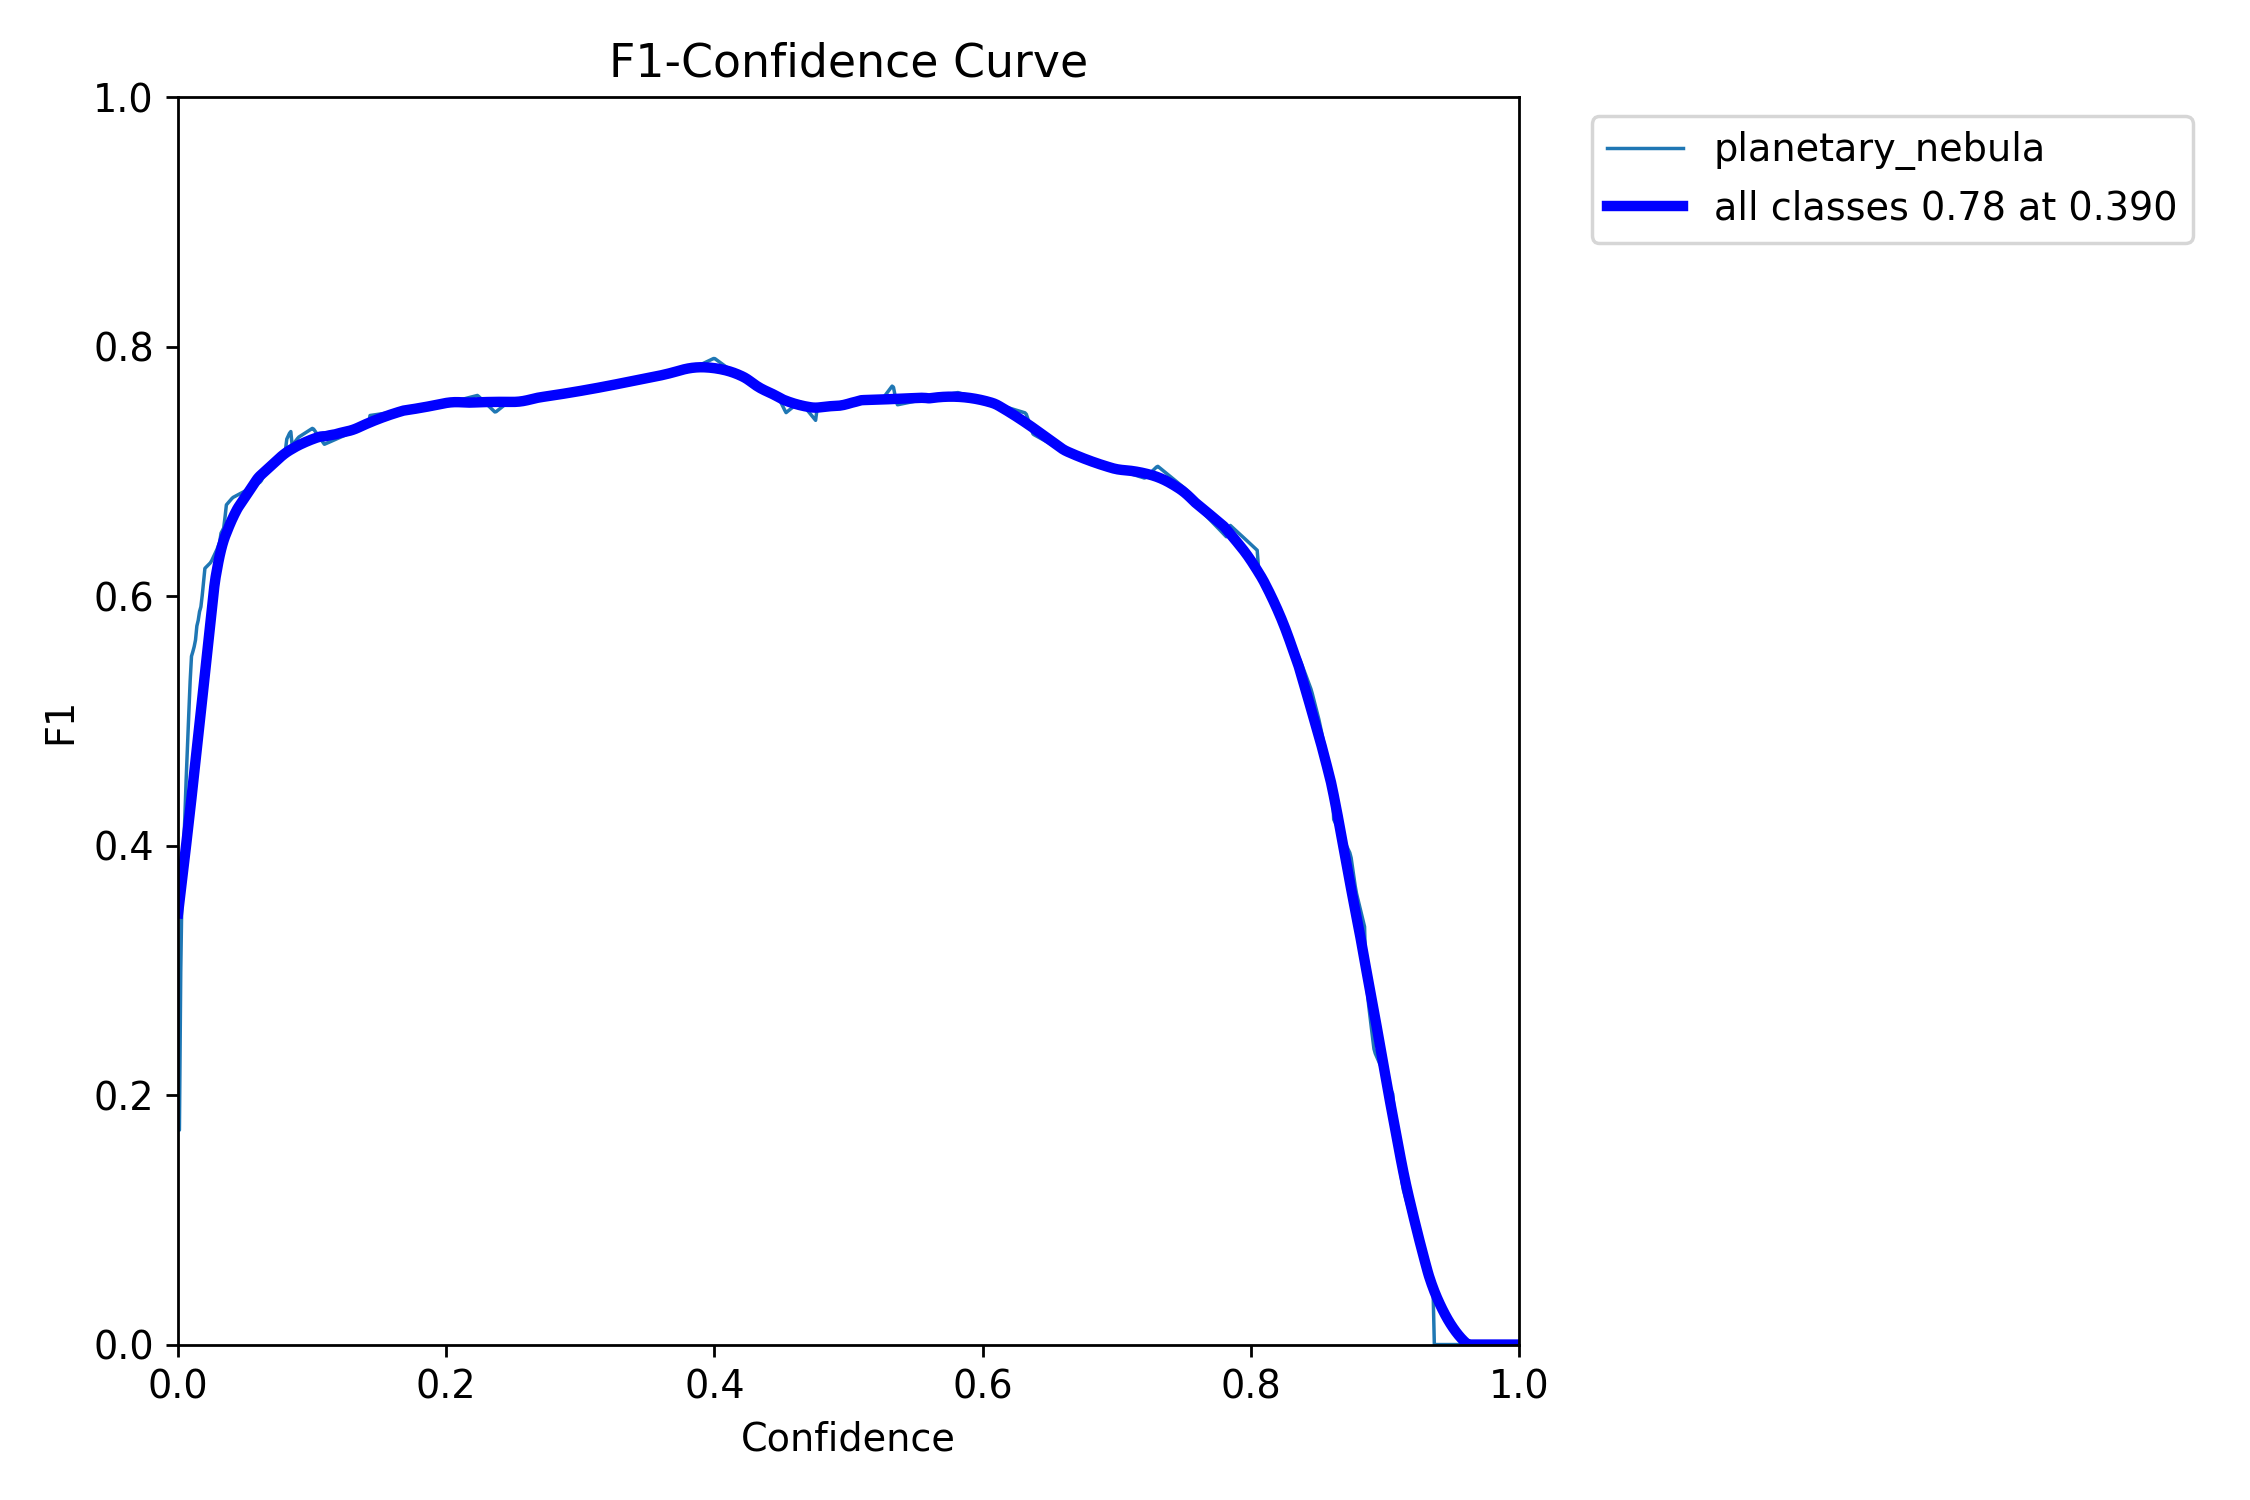 F1-Confidence Curve
1.0
0.8
0.6
0.4
0.2
0.0
F1
0.0 0.2 0.4 0.6 0.8 1.0
Confidence
planetary_nebula
all classes 0.78 at 0.390